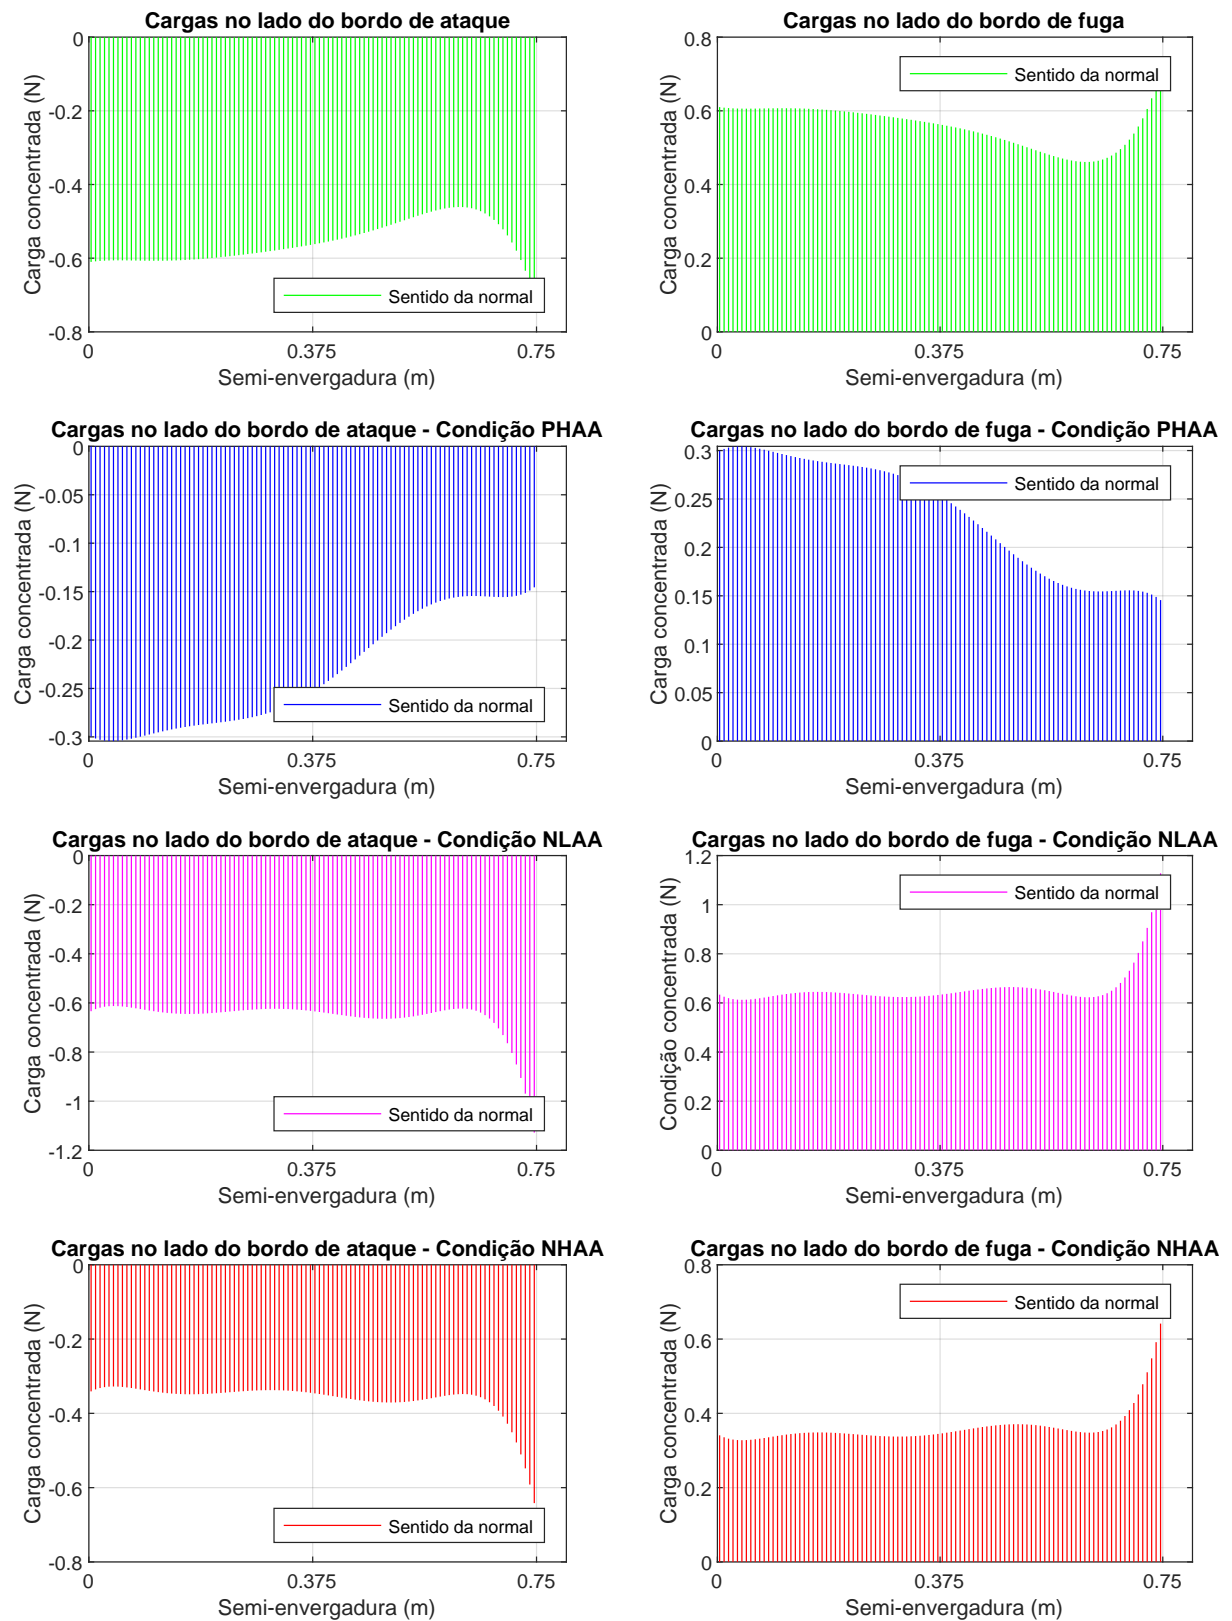 Cargas no lado do bordo de ataque
0
-0.2
-0.4
-0.6
-0.8
Carga concentrada (N)
Sentido da normal
0 0.375 0.75
Semi-envergadura (m)
Cargas no lado do bordo de fuga
0.8
0.6
0.4
0.2
0
Carga concentrada (N)
Sentido da normal
0 0.375 0.75
Semi-envergadura (m)
Cargas no lado do bordo de ataque - Condição PHAA
0
-0.05
-0.1
-0.15
-0.2
-0.25
-0.3
Carga concentrada (N)
Sentido da normal
0 0.375 0.75
Semi-envergadura (m)
Cargas no lado do bordo de fuga - Condição PHAA
0.3
0.25
0.2
0.15
0.1
0.05
0
Carga concentrada (N)
Sentido da normal
0 0.375 0.75
Semi-envergadura (m)
Cargas no lado do bordo de ataque - Condição NLAA
0
-0.2
-0.4
-0.6
-0.8
-1
-1.2
Carga concentrada (N)
Sentido da normal
0 0.375 0.75
Semi-envergadura (m)
Cargas no lado do bordo de fuga - Condição NLAA
1.2
1
0.8
0.6
0.4
0.2
0
Condição concentrada (N)
Sentido da normal
0 0.375 0.75
Semi-envergadura (m)
Cargas no lado do bordo de ataque - Condição NHAA
0
-0.2
-0.4
-0.6
-0.8
Carga concentrada (N)
Sentido da normal
0 0.375 0.75
Semi-envergadura (m)
Cargas no lado do bordo de fuga - Condição NHAA
0.8
0.6
0.4
0.2
0
Carga concentrada (N)
Sentido da normal
0 0.375 0.75
Semi-envergadura (m)